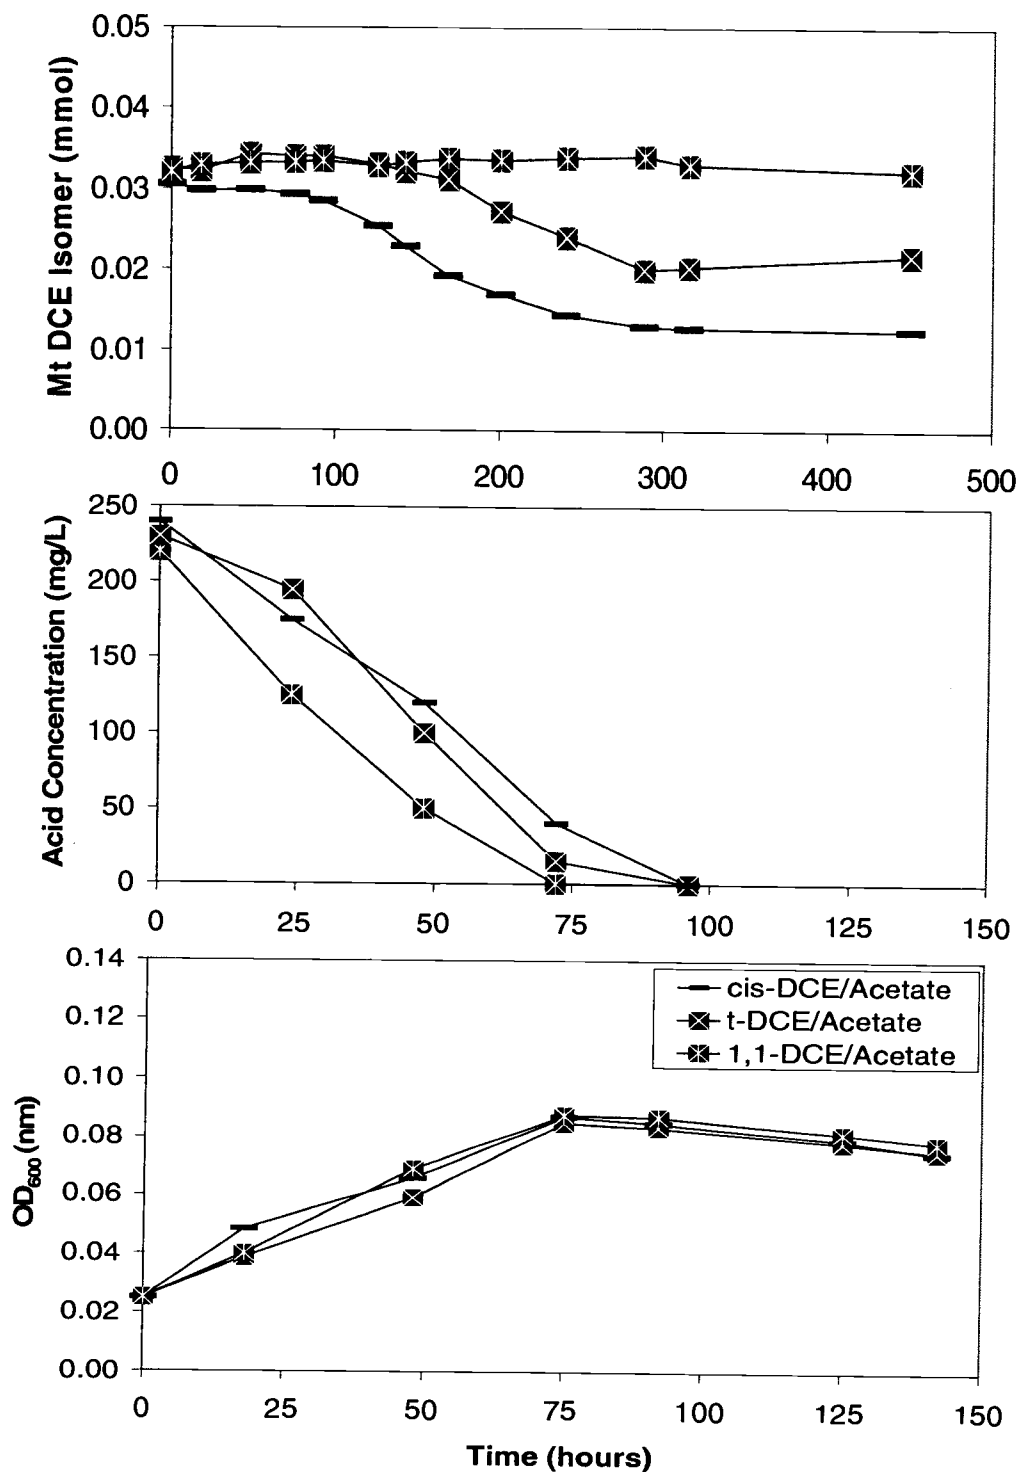 0.05
0.04
0.03
0.02
0.01
0.00
Mt DCE Isomer (mmol)
0 100 200 300 400 500
250
200
150
100
50
0
Acid Concentration (mg/L)
0 25 50 75 100 125 150
0.14
0.12
0.10
0.08
0.06
0.04
0.02
0.00
OD600 (nm)
cis-DCE/Acetate
t-DCE/Acetate
1,1-DCE/Acetate
0 25 50 75 100 125 150
Time (hours)